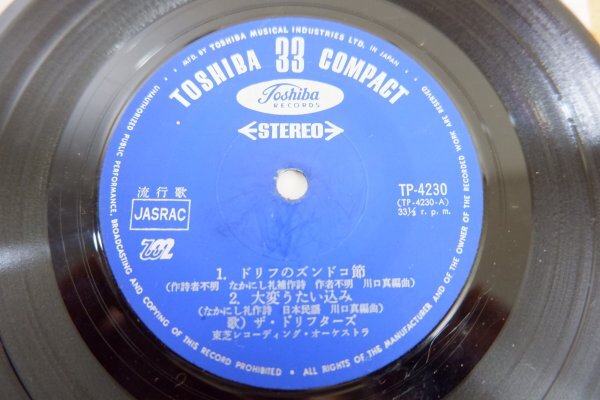 MFD. BY TOSHIBA MUSICAL INDUSTRIES LTD. IN JAPAN.
TOSHIBA 33 COMPACT
Toshiba
RECORDS
STEREO
流行歌
JASRAC
TP-4230
(TP-4230-A)
33⅓ r. p. m.
1. ドリフのズンドコ節
(作詩者不明 なかにし礼補作詩 作者不明 川口真編曲)
2. 大変うたい込み
(なかにし礼作詩 日本民謡 川口真編曲)
歌) ザ・ドリフターズ
東芝レコーディング・オーケストラ
UNAUTHORIZED PUBLIC PERFORMANCE, BROADCASTING AND COPYING OF THIS RECORD PROHIBITED • ALL RIGHTS OF THE MANUFACTURER AND OF THE OWNER OF THE RECORDED WORK ARE RESERVED